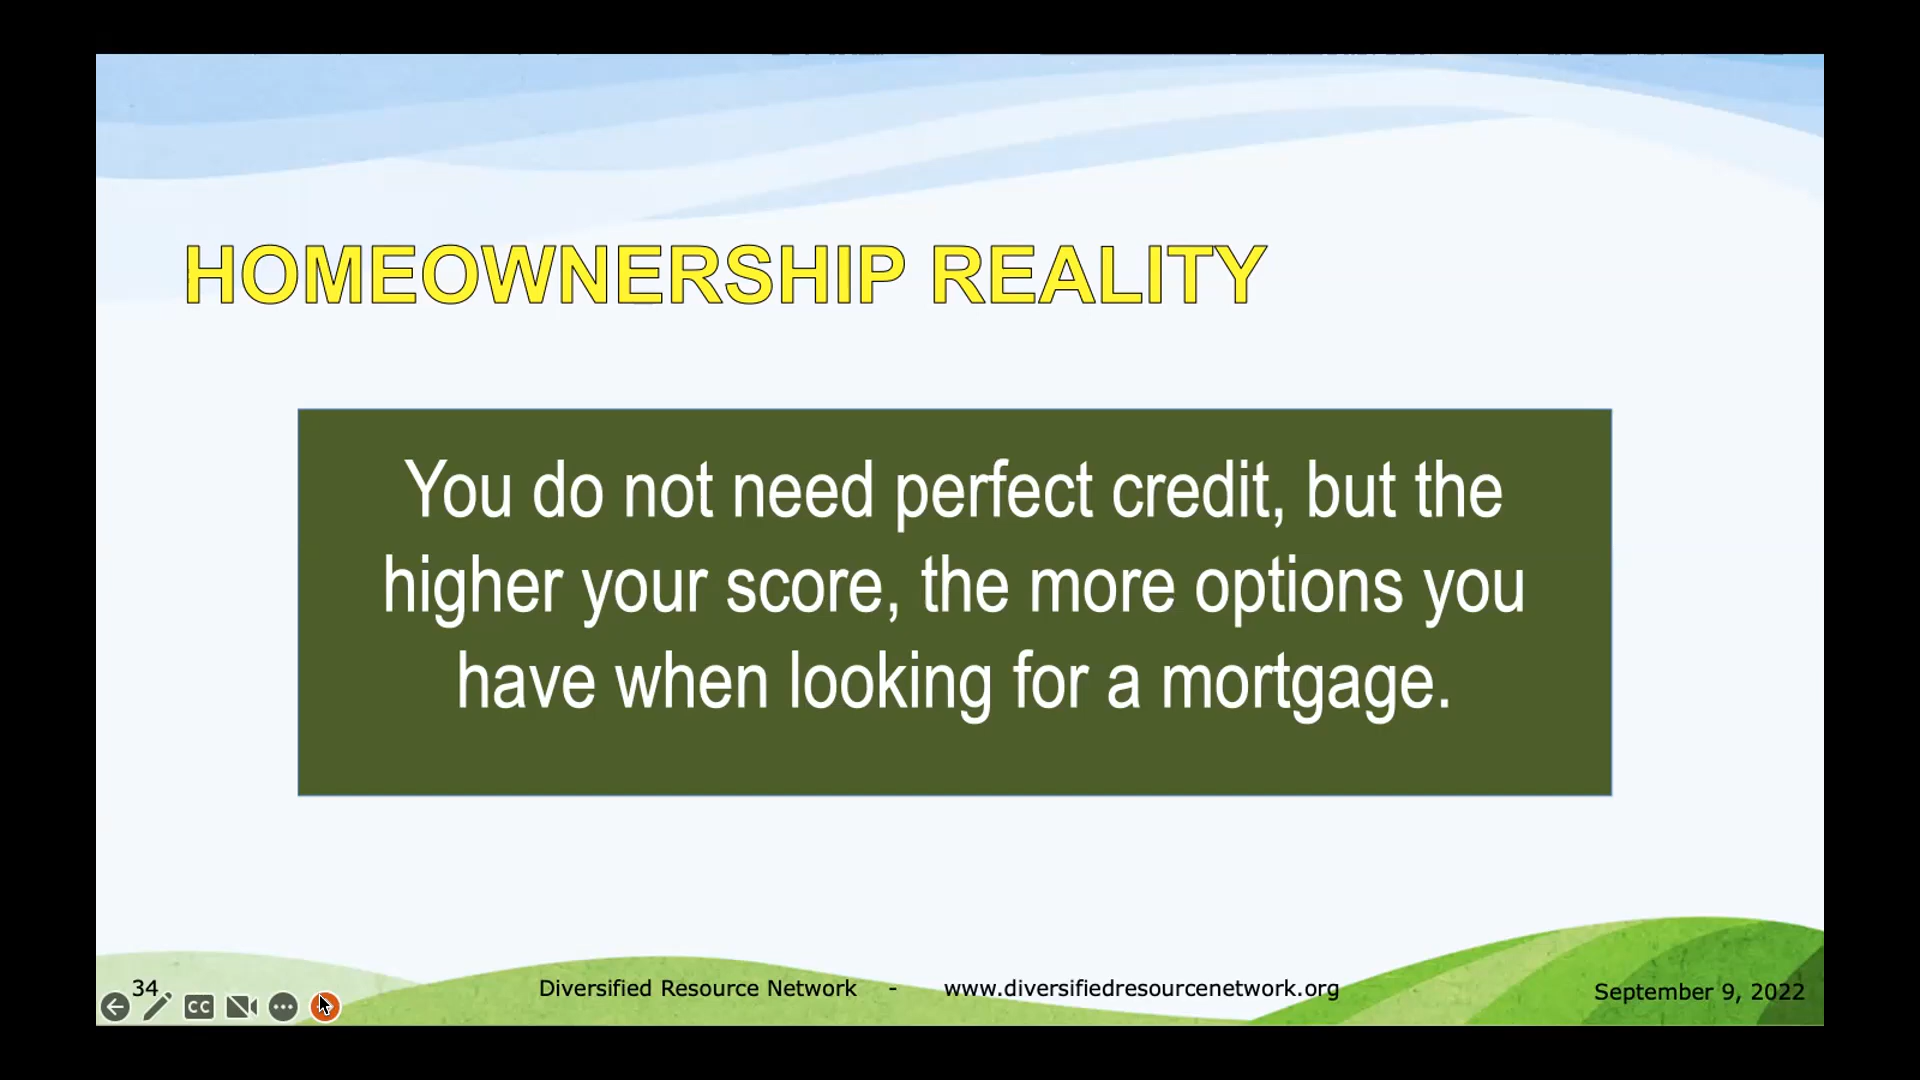 HOMEOWNERSHIP REALITY
You do not need perfect credit, but the
higher your score, the more options you
have when looking for a mortgage.
34
CC
Diversified Resource Network - www.diversifiedresourcenetwork.org
September 9, 2022